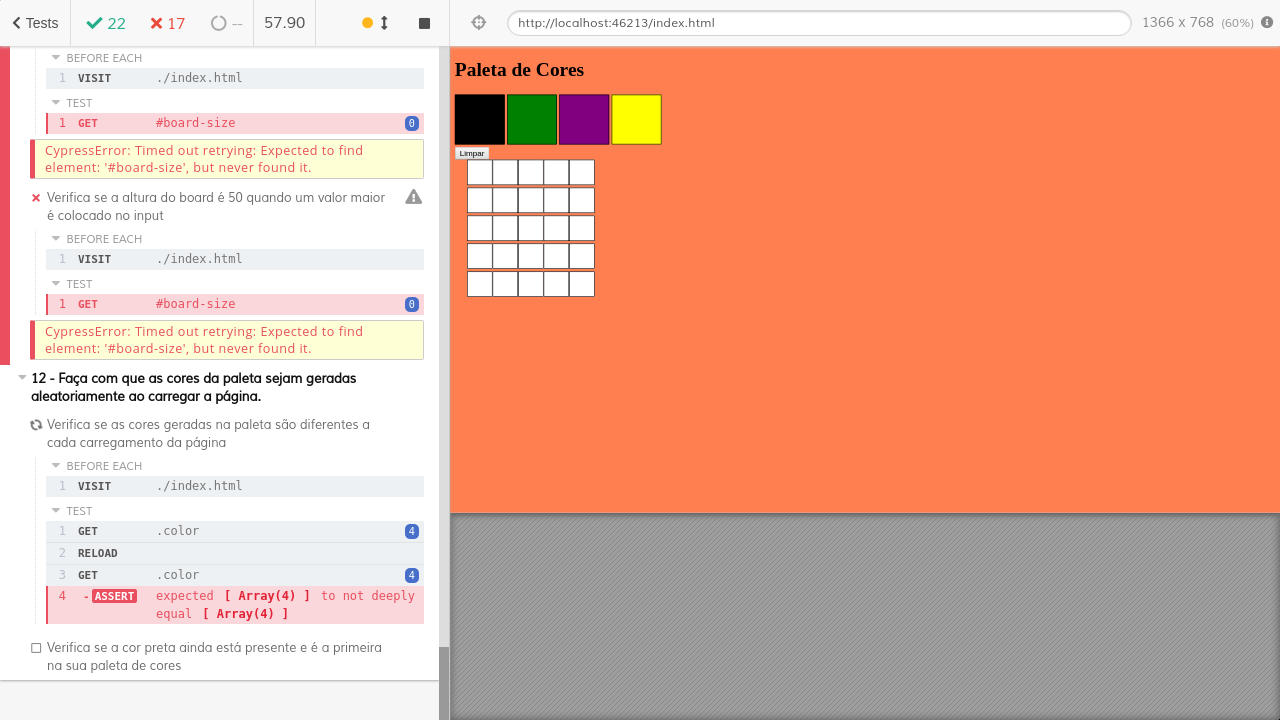 Tests 22 17 -- 57.90
http://localhost:46213/index.html 1366 x 768 (60%)
BEFORE EACH
1 VISIT ./index.html
TEST
1 GET #board-size 0
CypressError: Timed out retrying: Expected to find
element: '#board-size', but never found it.
Verifica se a altura do board é 50 quando um valor maior
é colocado no input
BEFORE EACH
1 VISIT ./index.html
TEST
1 GET #board-size 0
CypressError: Timed out retrying: Expected to find
element: '#board-size', but never found it.
12 - Faça com que as cores da paleta sejam geradas
aleatoriamente ao carregar a página.
Verifica se as cores geradas na paleta são diferentes a
cada carregamento da página
BEFORE EACH
1 VISIT ./index.html
TEST
1 GET .color 4
2 RELOAD
3 GET .color 4
4 -ASSERT expected [ Array(4) ] to not deeply
equal [ Array(4) ]
Verifica se a cor preta ainda está presente e é a primeira
na sua paleta de cores
Paleta de Cores
Limpar